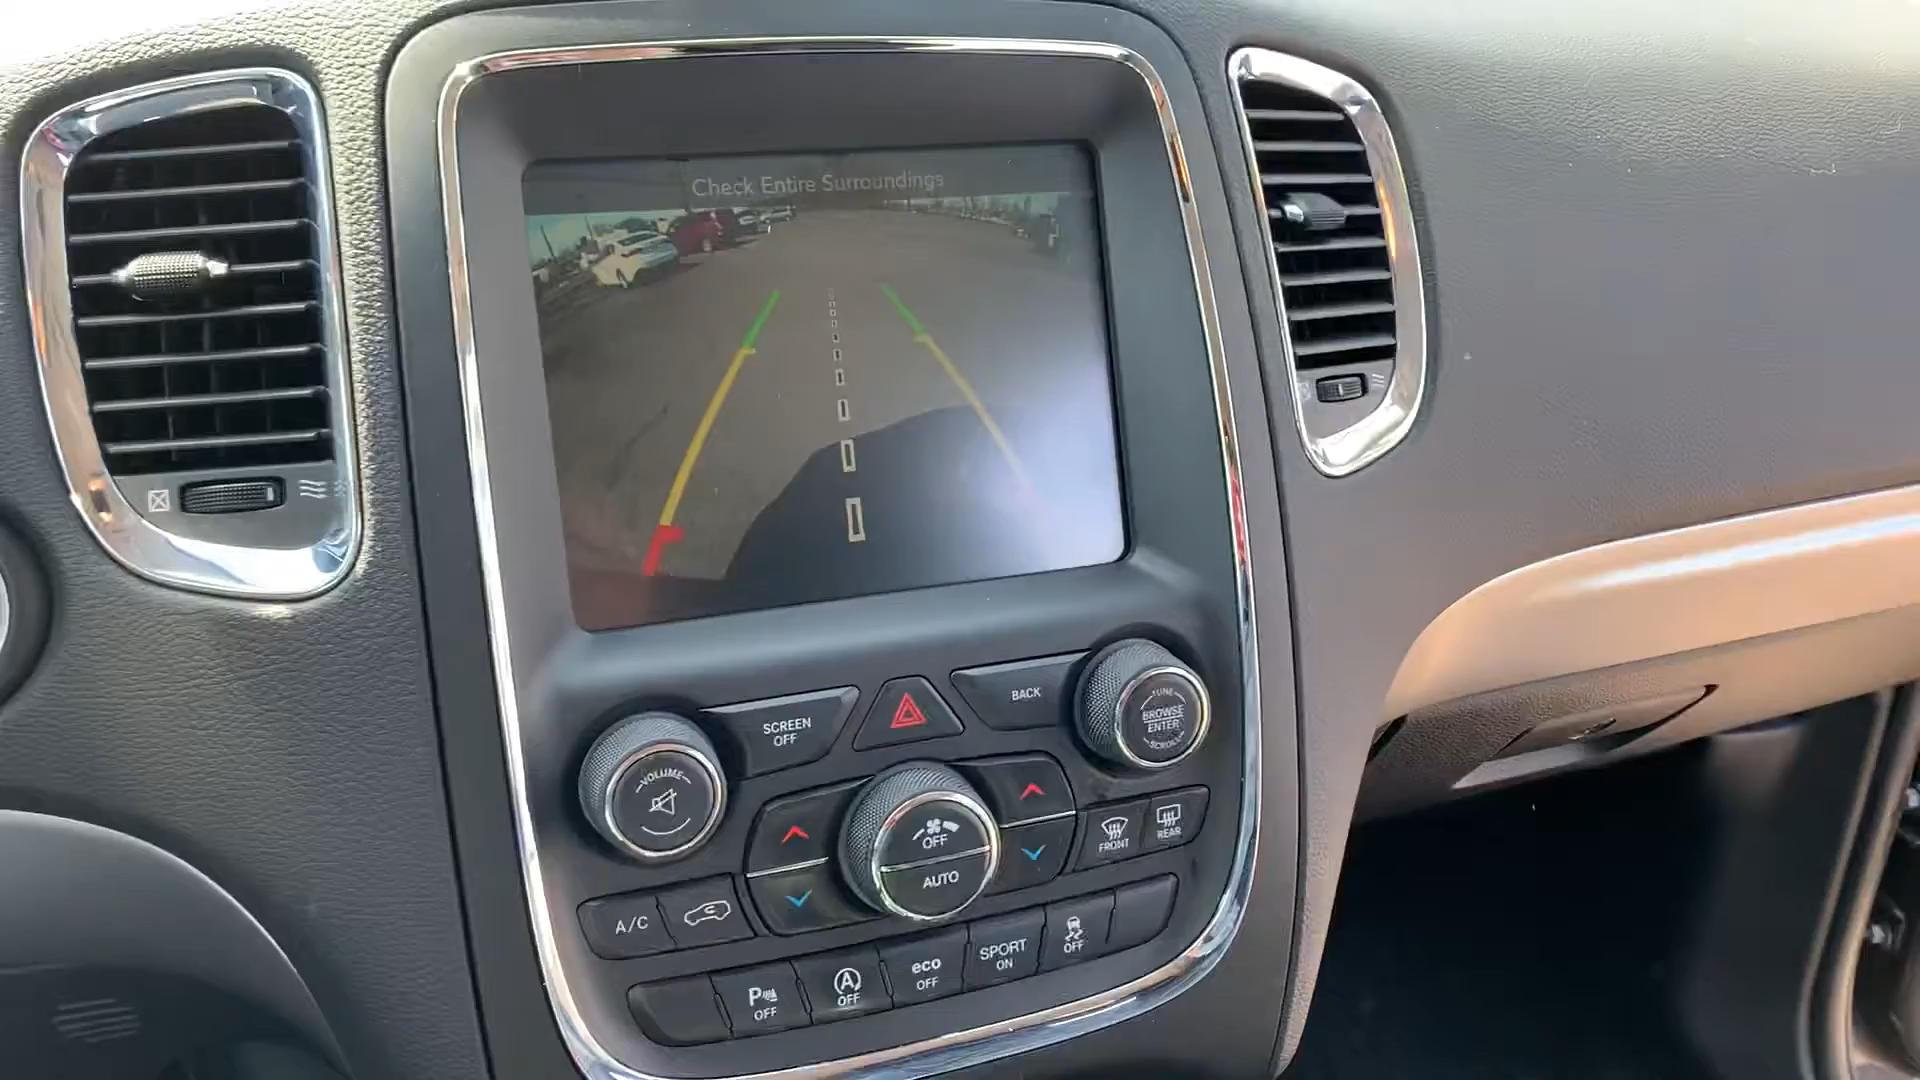 Check Entire Surroundings
SCREEN
OFF
BACK
TUNE
BROWSE
ENTER
SCROLL
VOLUME
OFF
AUTO
FRONT
REAR
A/C
P
OFF
A
OFF
eco
OFF
SPORT
ON
OFF